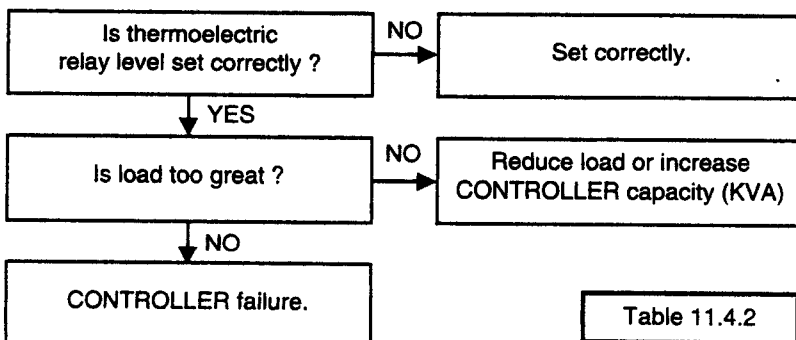 Is thermoelectric
relay level set correctly ?
NO
Set correctly.
YES
Is load too great ?
NO
Reduce load or increase
CONTROLLER capacity (KVA)
NO
CONTROLLER failure.
Table 11.4.2